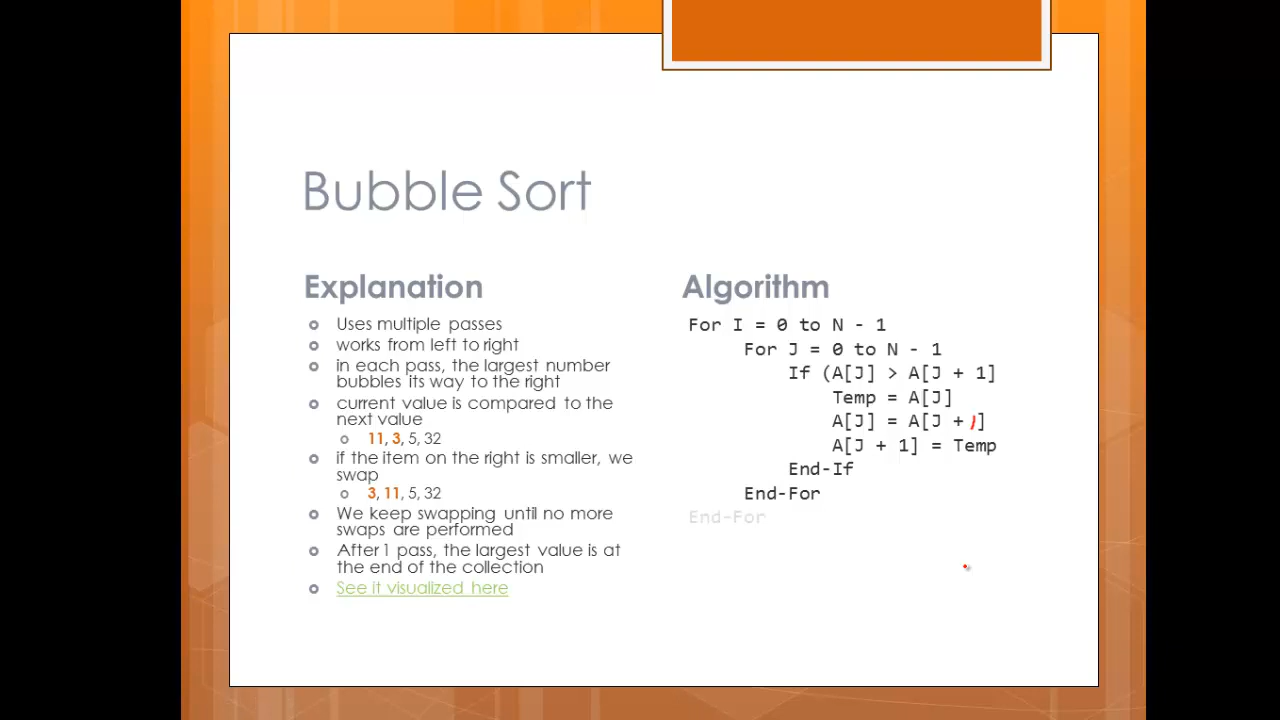 Bubble Sort
Explanation
Uses multiple passes
works from left to right
in each pass, the largest number
bubbles its way to the right
current value is compared to the
next value
11, 3, 5, 32
if the item on the right is smaller, we
swap
3, 11, 5, 32
We keep swapping until no more
swaps are performed
After 1 pass, the largest value is at
the end of the collection
See it visualized here
Algorithm
For I = 0 to N - 1
For J = 0 to N - 1
If (A[J] > A[J + 1]
Temp = A[J]
A[J] = A[J + 1]
A[J + 1] = Temp
End-If
End-For
End-For